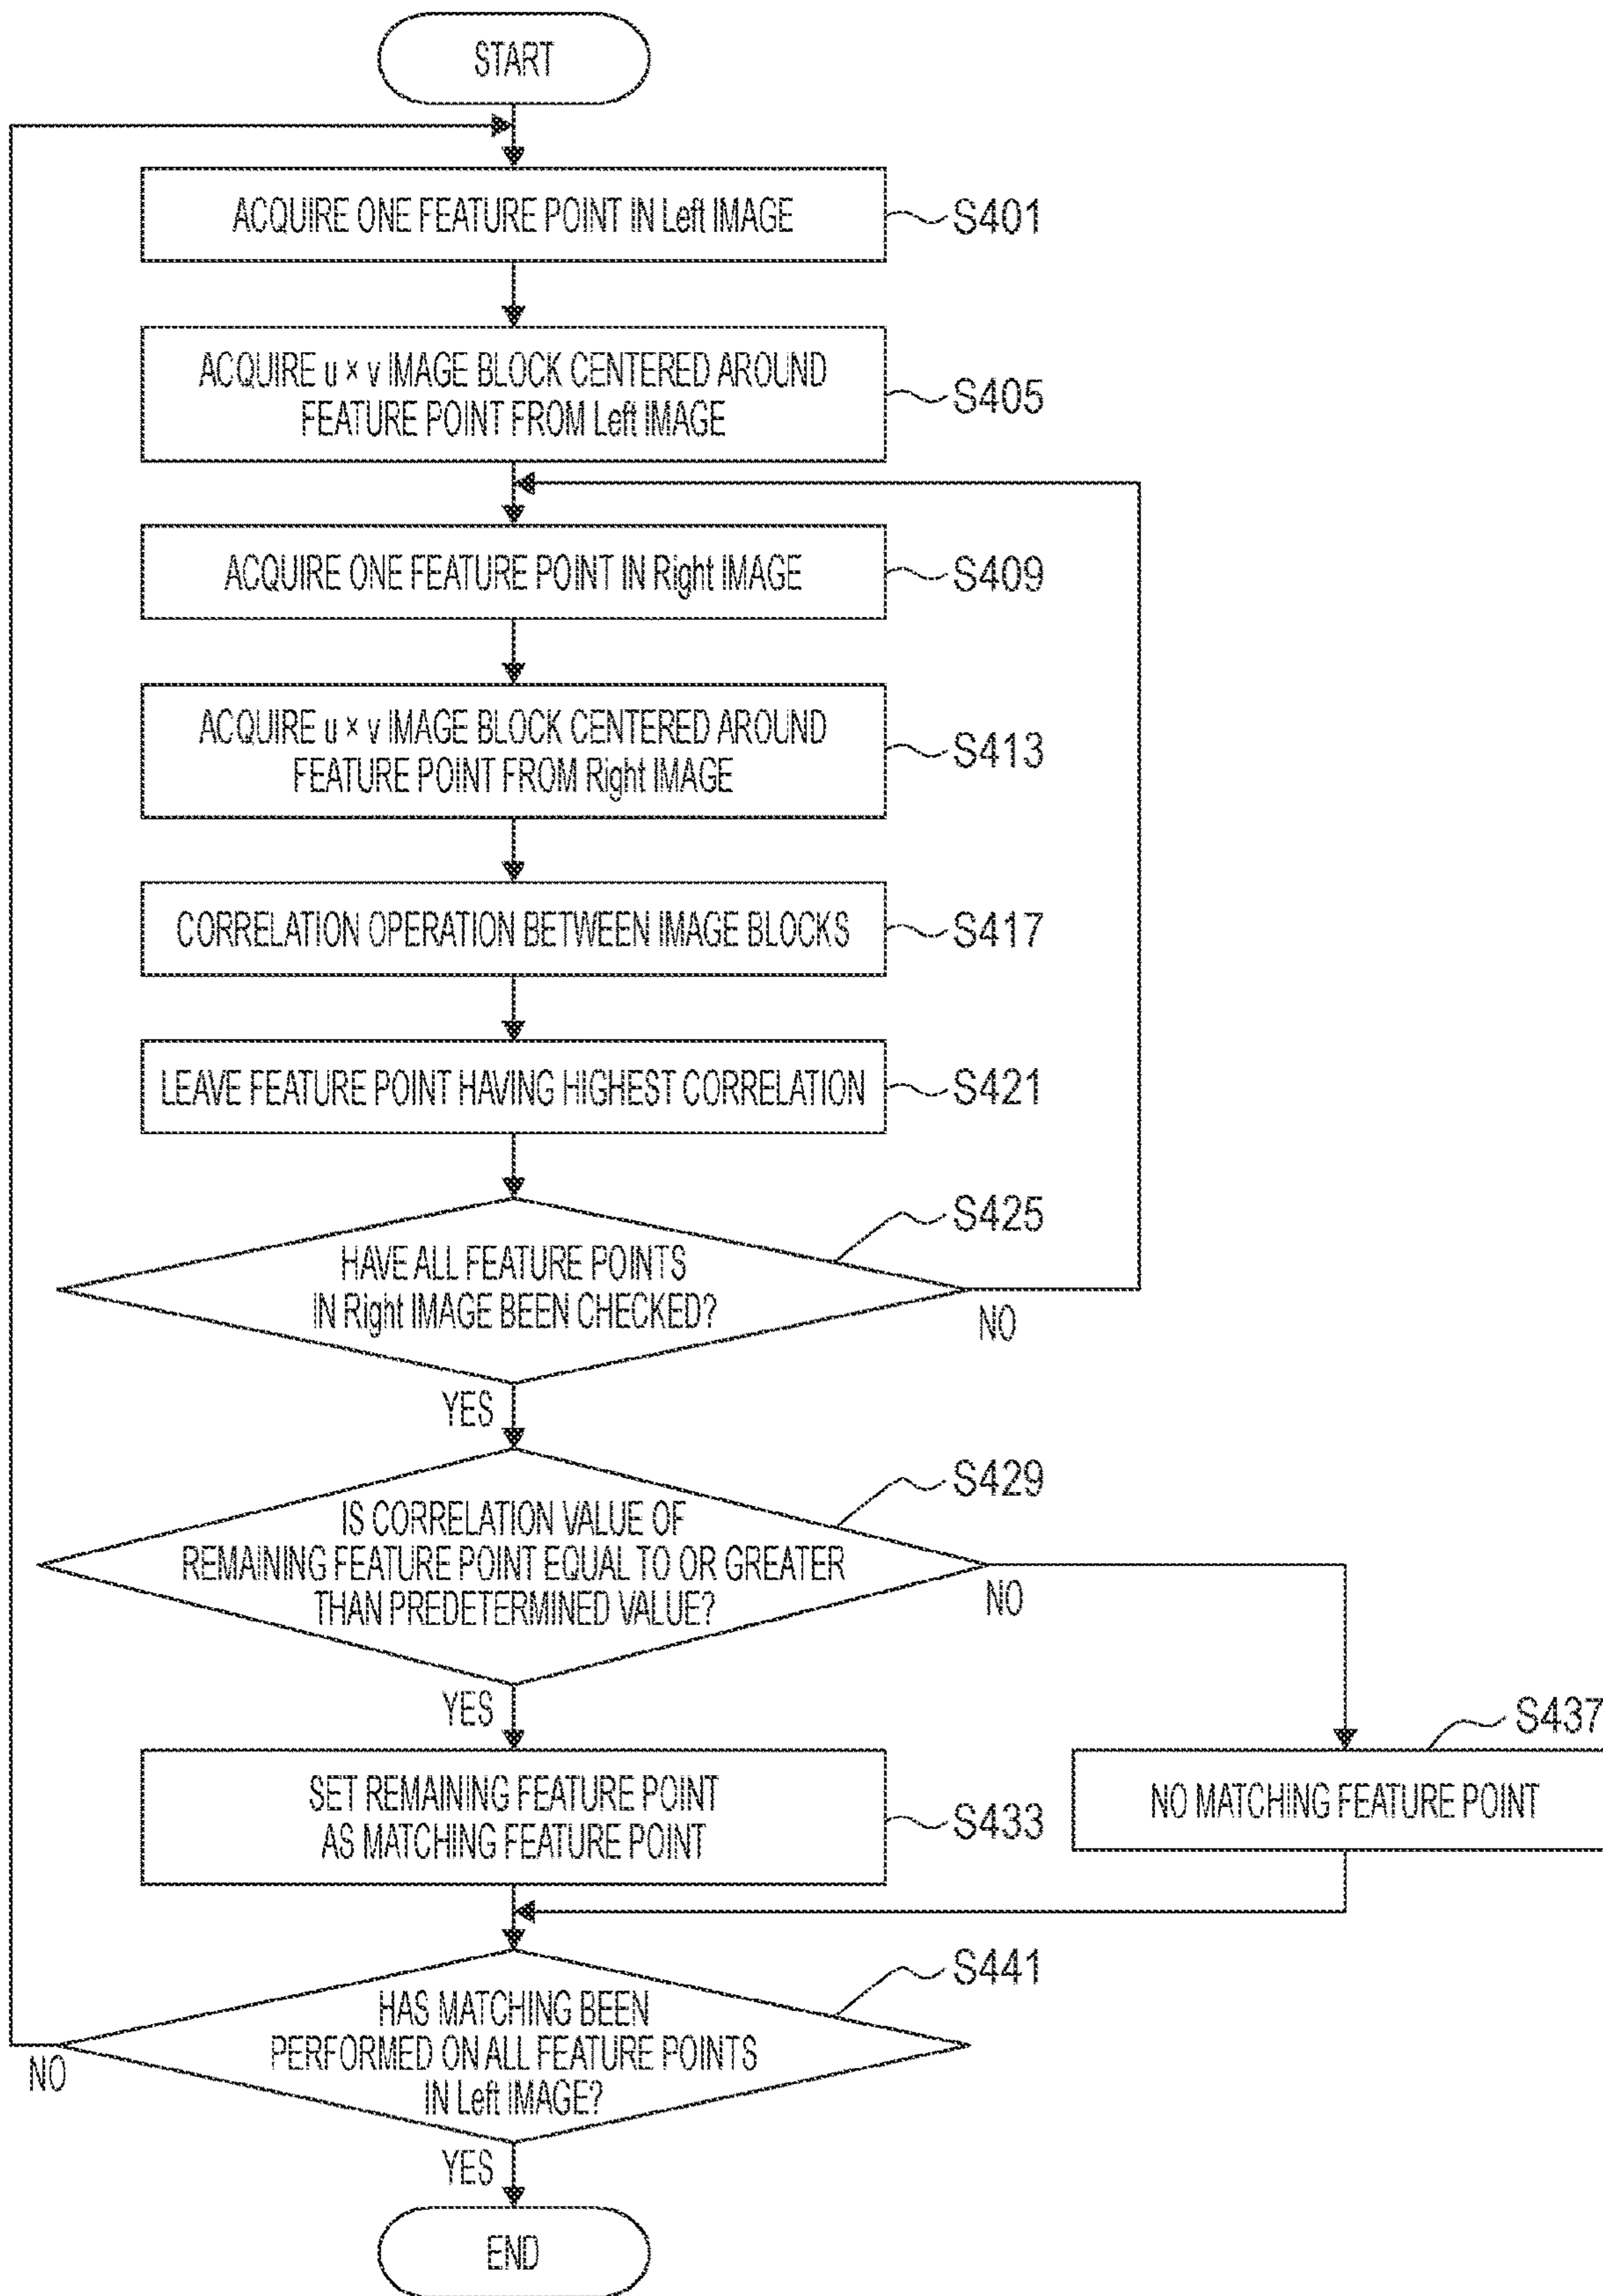 START
ACQUIRE ONE FEATURE POINT IN Left IMAGE
S401
ACQUIRE u × v IMAGE BLOCK CENTERED AROUND
FEATURE POINT FROM Left IMAGE
S405
ACQUIRE ONE FEATURE POINT IN Right IMAGE
S409
ACQUIRE u × v IMAGE BLOCK CENTERED AROUND
FEATURE POINT FROM Right IMAGE
S413
CORRELATION OPERATION BETWEEN IMAGE BLOCKS
S417
LEAVE FEATURE POINT HAVING HIGHEST CORRELATION
S421
S425
HAVE ALL FEATURE POINTS
IN Right IMAGE BEEN CHECKED?
NO
YES
S429
IS CORRELATION VALUE OF
REMAINING FEATURE POINT EQUAL TO OR GREATER
THAN PREDETERMINED VALUE?
NO
YES
S437
SET REMAINING FEATURE POINT
AS MATCHING FEATURE POINT
S433
NO MATCHING FEATURE POINT
S441
HAS MATCHING BEEN
PERFORMED ON ALL FEATURE POINTS
IN Left IMAGE?
NO
YES
END